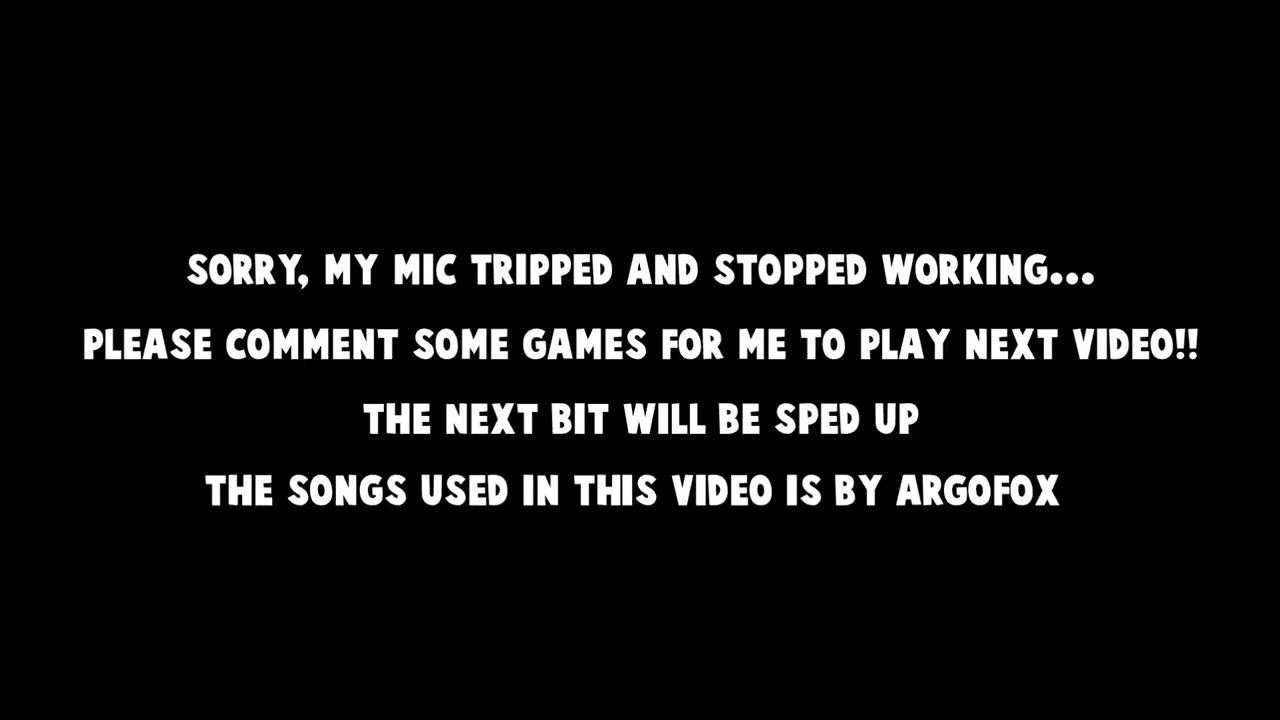 SORRY, MY MIC TRIPPED AND STOPPED WORKING...
PLEASE COMMENT SOME GAMES FOR ME TO PLAY NEXT VIDEO!!
THE NEXT BIT WILL BE SPED UP
THE SONGS USED IN THIS VIDEO IS BY ARGOFOX